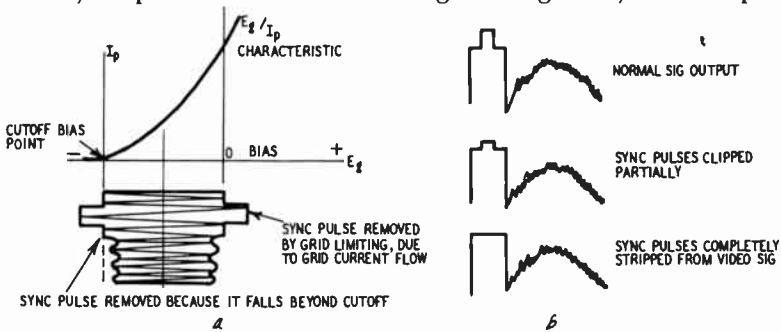 Eg/Ip
CHARACTERISTIC
Ip
CUTOFF BIAS
POINT
−
0 BIAS +
Eg
SYNC PULSE REMOVED
BY GRID LIMITING, DUE
TO GRID CURRENT FLOW
SYNC PULSE REMOVED BECAUSE IT FALLS BEYOND CUTOFF
a
NORMAL SIG OUTPUT
SYNC PULSES CLIPPED
PARTIALLY
SYNC PULSES COMPLETELY
STRIPPED FROM VIDEO SIG
b